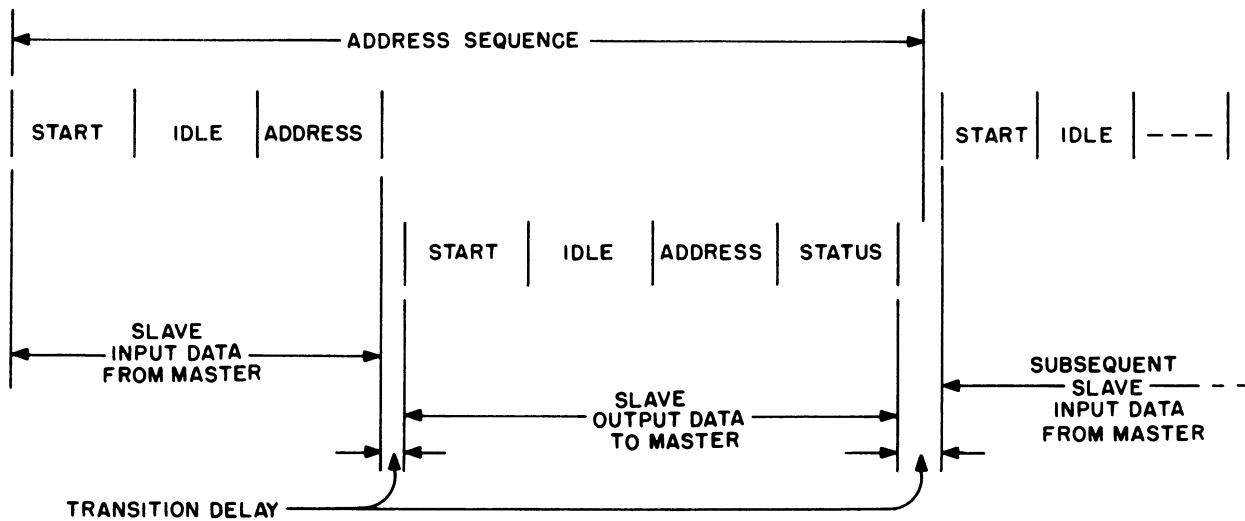 ADDRESS SEQUENCE
START IDLE ADDRESS
START IDLE ---
START IDLE ADDRESS STATUS
SLAVE
INPUT DATA
FROM MASTER
SLAVE
OUTPUT DATA
TO MASTER
SUBSEQUENT
SLAVE
INPUT DATA
FROM MASTER
TRANSITION DELAY